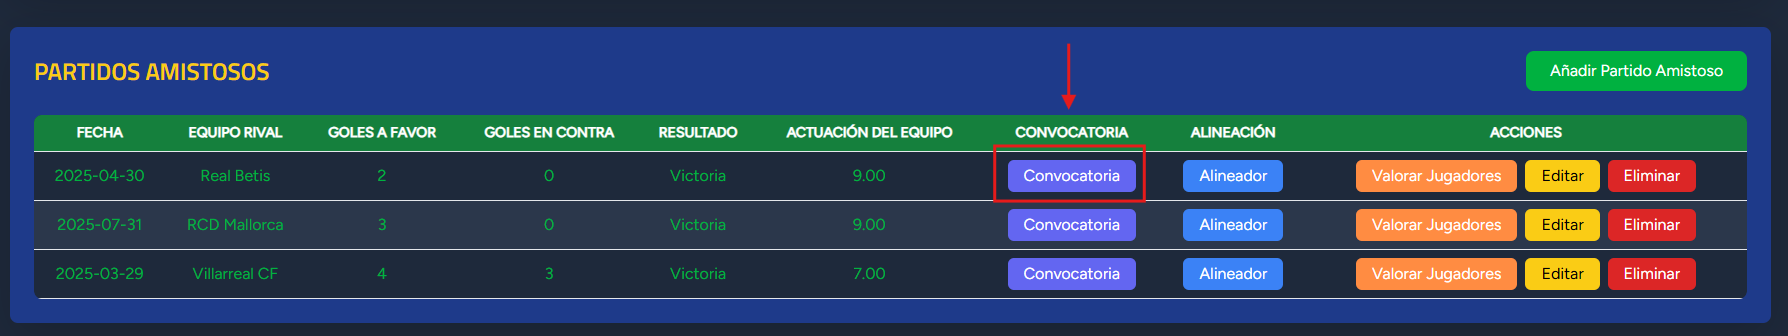 PARTIDOS AMISTOSOS
Añadir Partido Amistoso
FECHA EQUIPO RIVAL GOLES A FAVOR GOLES EN CONTRA RESULTADO ACTUACIÓN DEL EQUIPO CONVOCATORIA ALINEACIÓN ACCIONES
2025-04-30 Real Betis 2 0 Victoria 9.00 Convocatoria Alineador Valorar Jugadores Editar Eliminar
2025-07-31 RCD Mallorca 3 0 Victoria 9.00 Convocatoria Alineador Valorar Jugadores Editar Eliminar
2025-03-29 Villarreal CF 4 3 Victoria 7.00 Convocatoria Alineador Valorar Jugadores Editar Eliminar